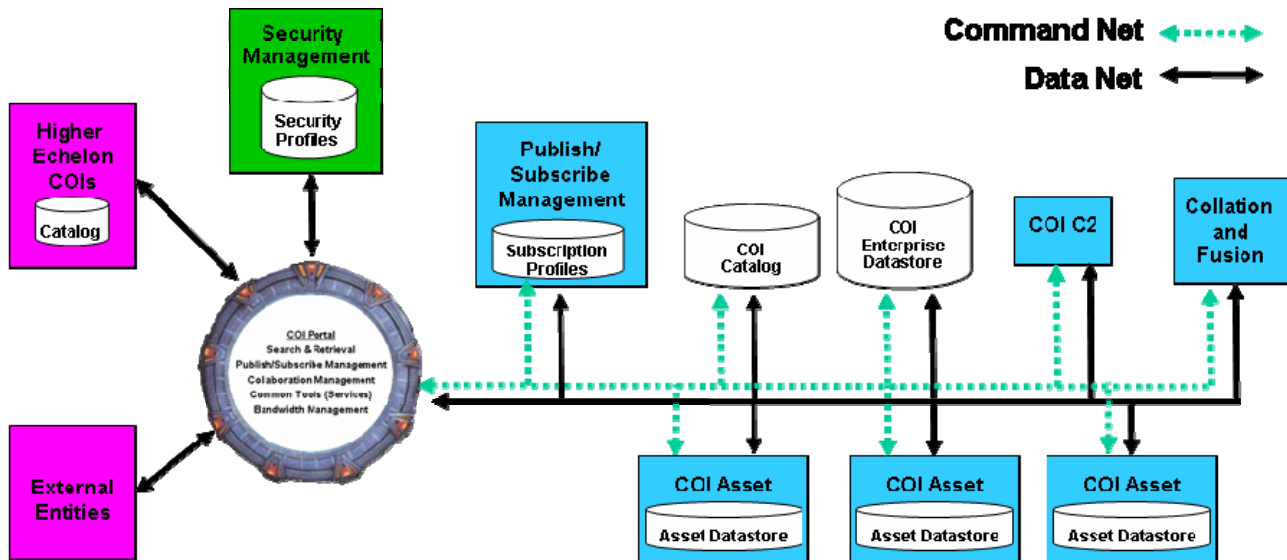 Command Net
Data Net
Security
Management
Security
Profiles
Higher
Echelon
COIs
Catalog
Publish/
Subscribe
Management
Subscription
Profiles
COI
Catalog
COI
Enterprise
Datastore
COI C2
Collation
and
Fusion
COI Portal
Search & Retrieval
Publish/Subscribe Management
Colaboration Management
Common Tools (Services)
Bandwidth Management
External
Entities
COI Asset
Asset Datastore
COI Asset
Asset Datastore
COI Asset
Asset Datastore